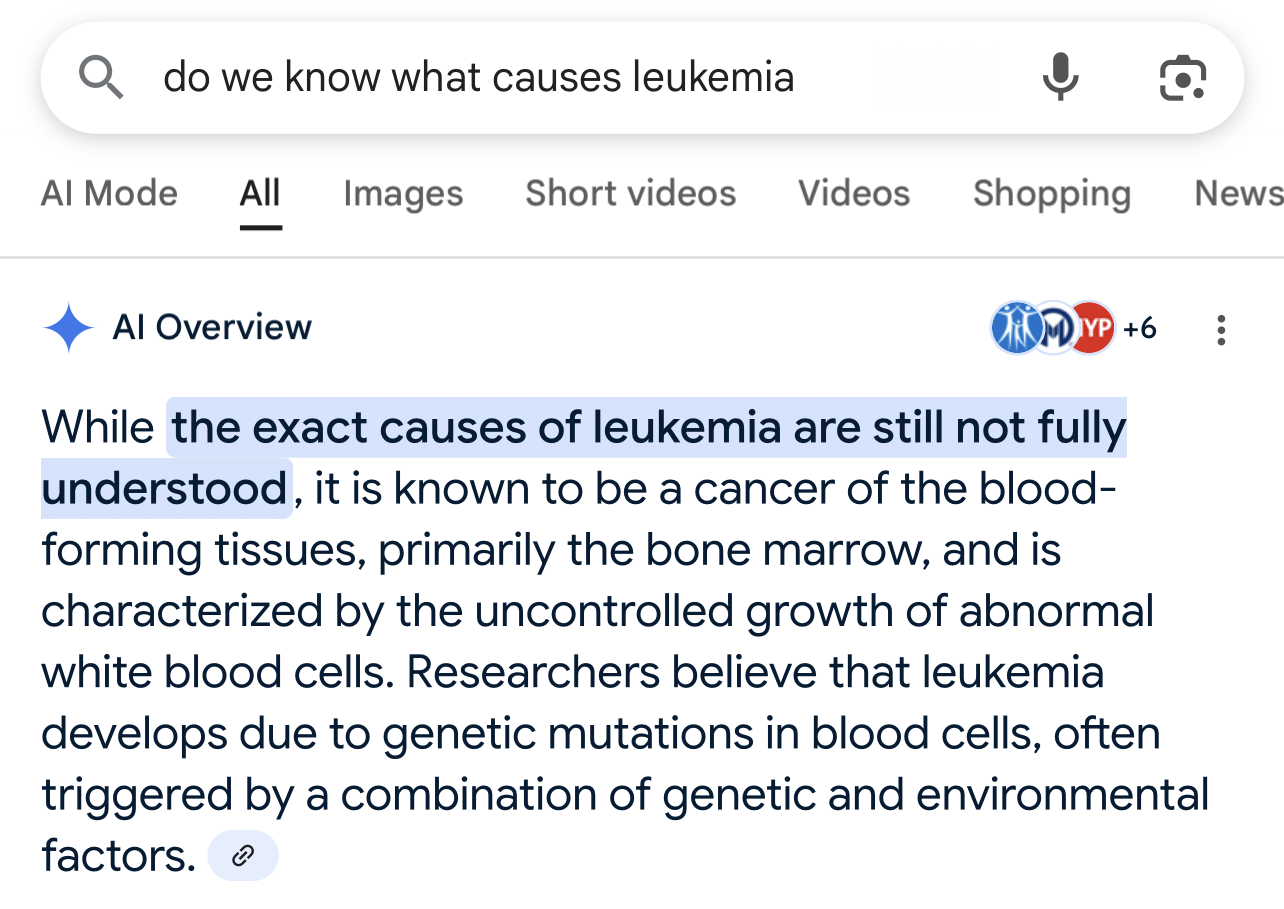 do we know what causes leukemia
AI Mode All Images Short videos Videos Shopping News
AI Overview
M YP +6
While the exact causes of leukemia are still not fully
understood, it is known to be a cancer of the blood-
forming tissues, primarily the bone marrow, and is
characterized by the uncontrolled growth of abnormal
white blood cells. Researchers believe that leukemia
develops due to genetic mutations in blood cells, often
triggered by a combination of genetic and environmental
factors.